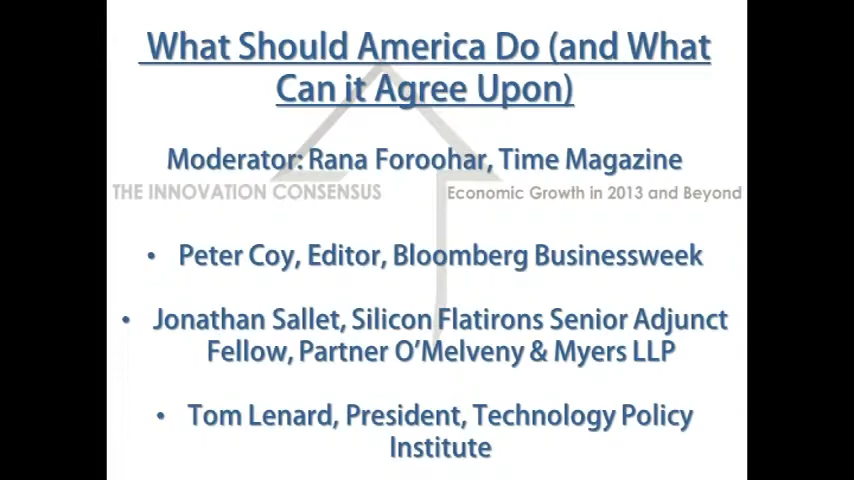 What Should America Do (and What
Can it Agree Upon)
Moderator: Rana Foroohar, Time Magazine
THE INNOVATION CONSENSUS Economic Growth in 2013 and Beyond
• Peter Coy, Editor, Bloomberg Businessweek
• Jonathan Sallet, Silicon Flatirons Senior Adjunct
Fellow, Partner O’Melveny & Myers LLP
• Tom Lenard, President, Technology Policy
Institute